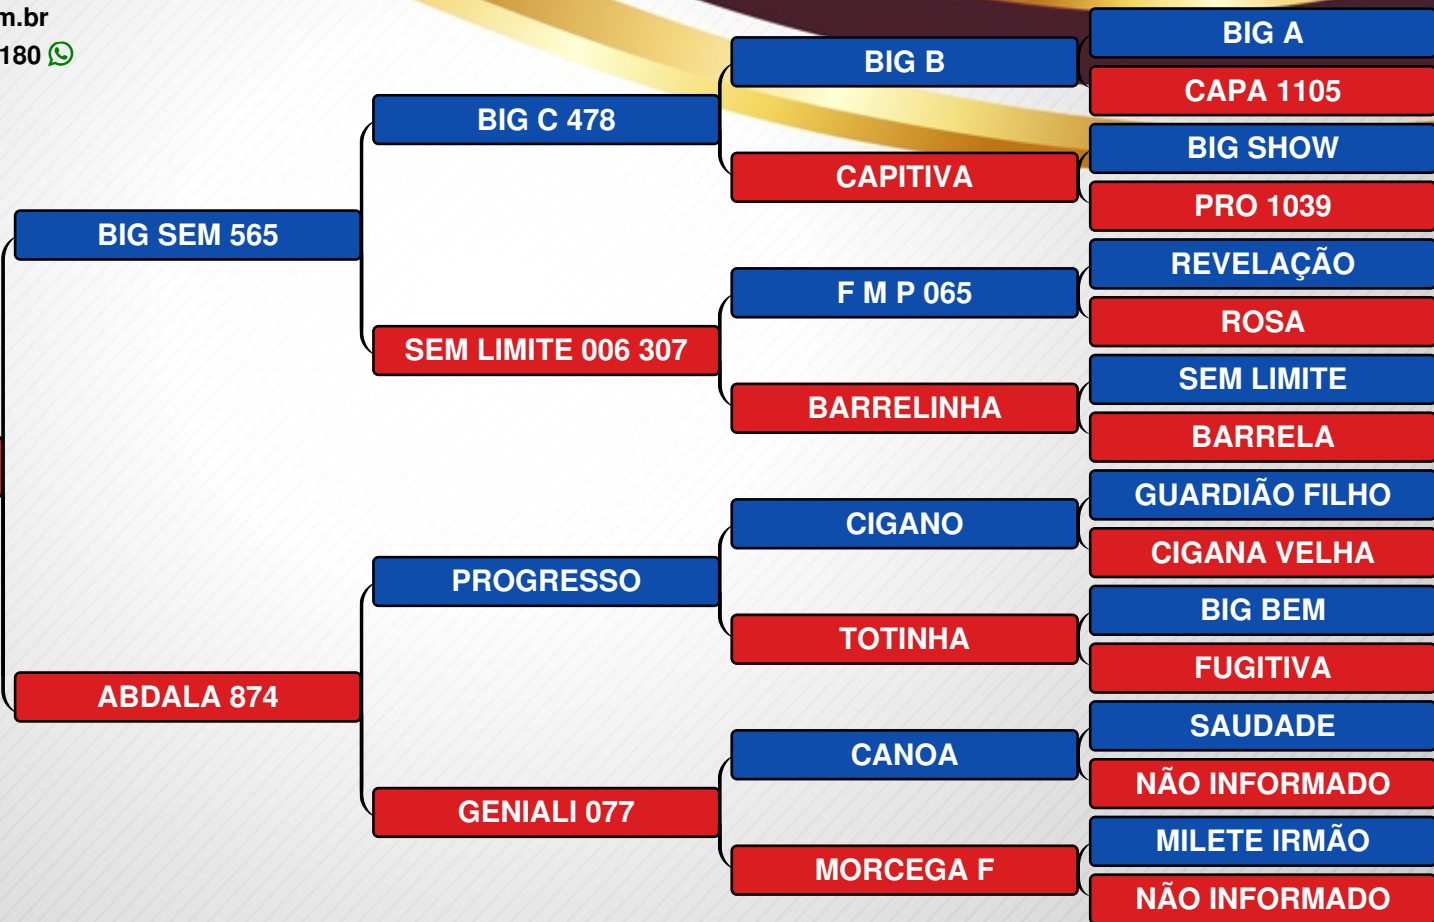 m.br
180
BIG SEM 565
ABDALA 874
BIG C 478
SEM LIMITE 006 307
PROGRESSO
GENIALI 077
BIG B
CAPITIVA
F M P 065
BARRELINHA
CIGANO
TOTINHA
CANOA
MORCEGA F
BIG A
CAPA 1105
BIG SHOW
PRO 1039
REVELAÇÃO
ROSA
SEM LIMITE
BARRELA
GUARDIÃO FILHO
CIGANA VELHA
BIG BEM
FUGITIVA
SAUDADE
NÃO INFORMADO
MILETE IRMÃO
NÃO INFORMADO